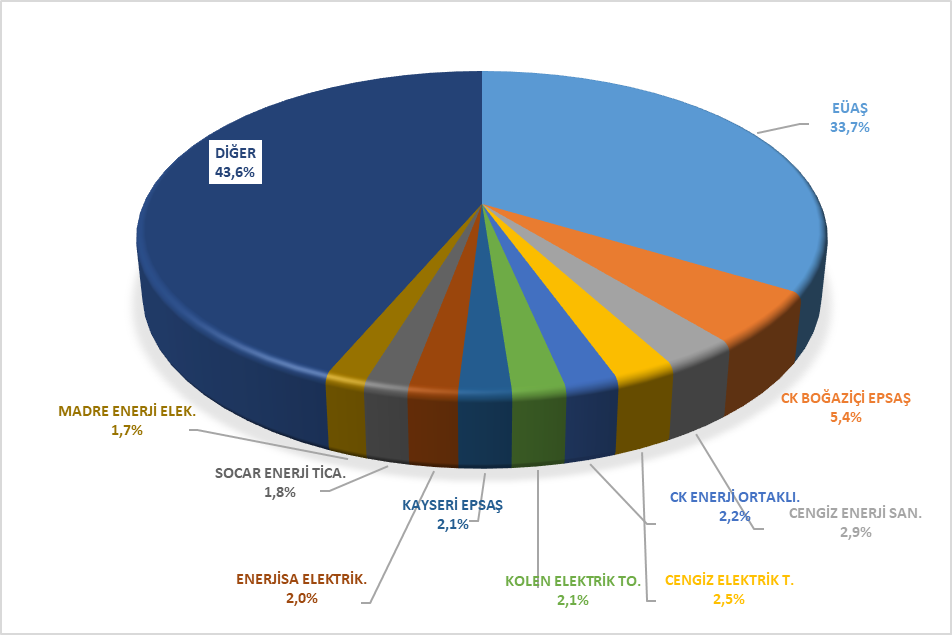 EÜAŞ
33,7%
DİĞER
43,6%
CK BOĞAZİÇİ EPSAŞ
5,4%
MADRE ENERJİ ELEK.
1,7%
SOCAR ENERJİ TİCA.
1,8%
KAYSERİ EPSAŞ
2,1%
CK ENERJİ ORTAKLI.
2,2%
CENGİZ ENERJİ SAN.
2,9%
ENERJİSA ELEKTRİK.
2,0%
KOLEN ELEKTRİK TO.
2,1%
CENGİZ ELEKTRİK T.
2,5%